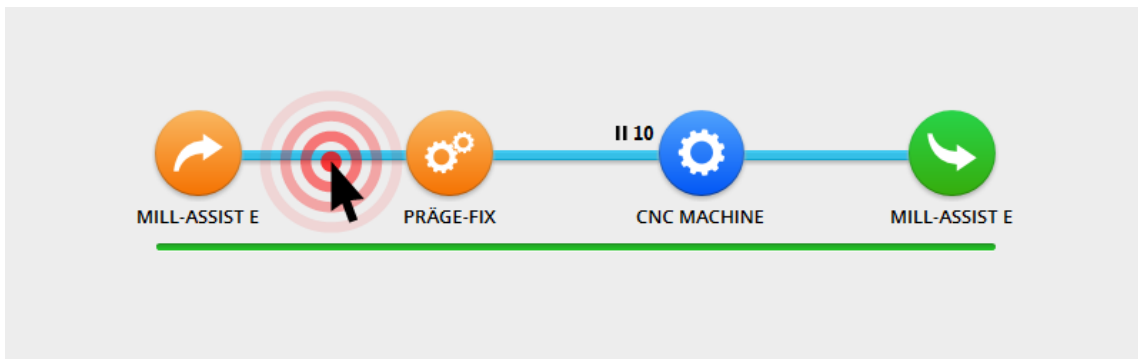 II 10
MILL-ASSIST E
PRÄGE-FIX
CNC MACHINE
MILL-ASSIST E